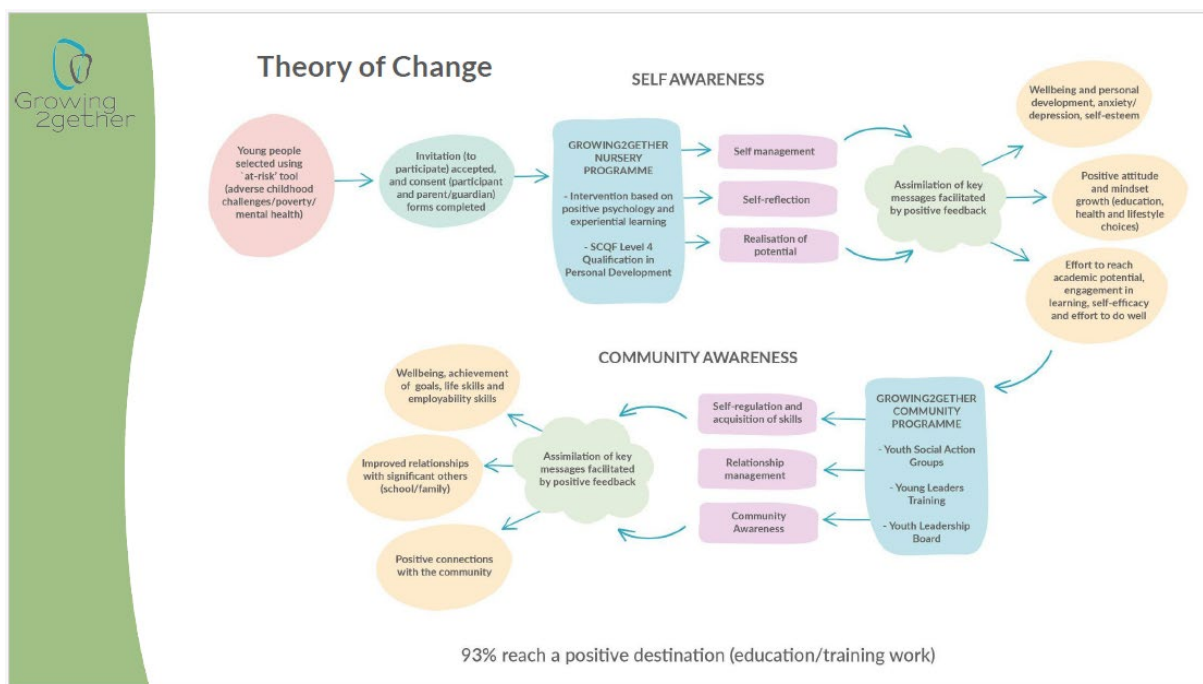 Growing
2gether
Theory of Change
SELF AWARENESS
Young people
selected using
'at-risk' tool
(adverse childhood
challenges/poverty/
mental health)
Invitation (to
participate) accepted,
and consent (participant
and parent/guardian)
forms completed
GROWING2GETHER
NURSERY
PROGRAMME
- Intervention based on
positive psychology and
experiential learning
- SCQF Level 4
Qualification in
Personal Development
Self management
Self-reflection
Realisation of
potential
Assimilation of key
messages facilitated
by positive feedback
Wellbeing and personal
development, anxiety/
depression, self-esteem
Positive attitude
and mindset
growth (education,
health and lifestyle
choices)
Effort to reach
academic potential,
engagement in
learning, self-efficacy
and effort to do well
COMMUNITY AWARENESS
GROWING2GETHER
COMMUNITY
PROGRAMME
- Youth Social Action
Groups
- Young Leaders
Training
- Youth Leadership
Board
Self-regulation and
acquisition of skills
Relationship
management
Community
Awareness
Assimilation of key
messages facilitated
by positive feedback
Wellbeing, achievement
of goals, life skills and
employability skills
Improved relationships
with significant others
(school/family)
Positive connections
with the community
93% reach a positive destination (education/training work)